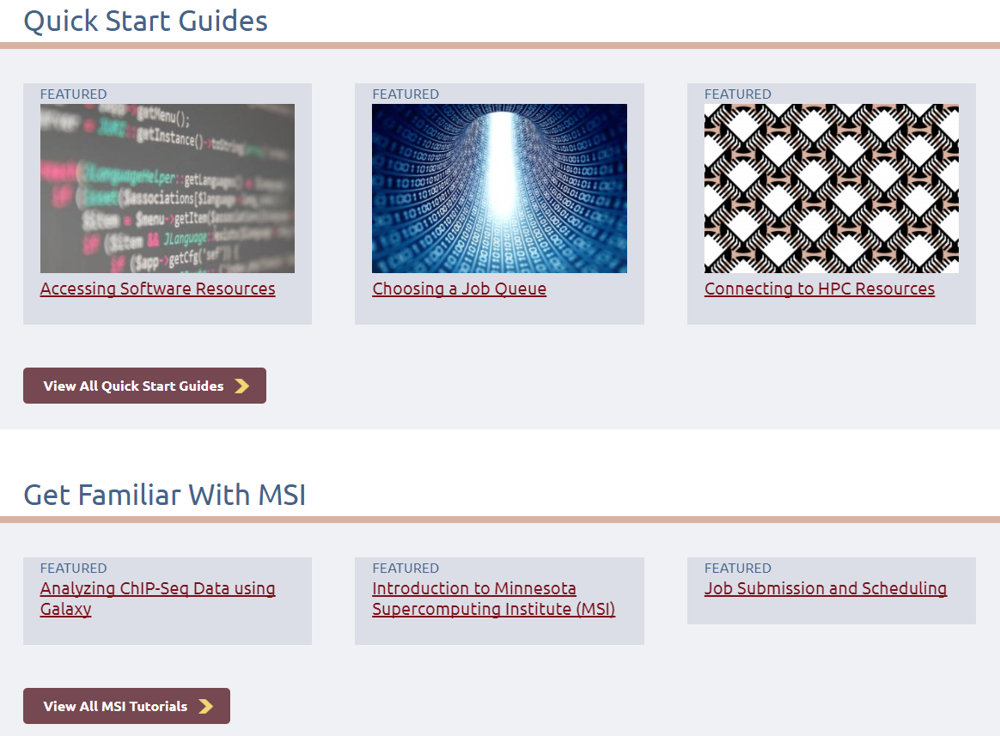 Quick Start Guides
FEATURED
getMenu();
getInstance()->
LanguageHelper::getLanguages()
($associations[$language
$item = $menu->getItem($associations
($item && JLanguage::
($app->getCfg('sef')) {
Accessing Software Resources
FEATURED
Choosing a Job Queue
FEATURED
Connecting to HPC Resources
View All Quick Start Guides
Get Familiar With MSI
FEATURED
Analyzing ChIP-Seq Data using
Galaxy
FEATURED
Introduction to Minnesota
Supercomputing Institute (MSI)
FEATURED
Job Submission and Scheduling
View All MSI Tutorials